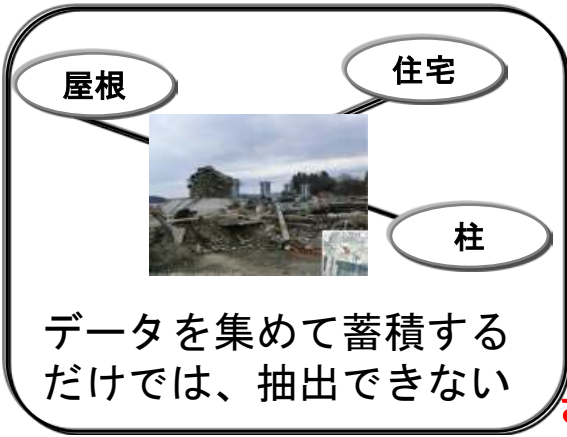 屋根
住宅
柱
データを集めて蓄積する
だけでは、抽出できない